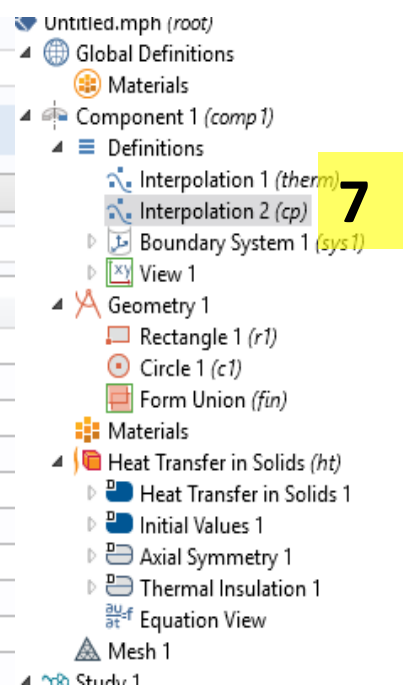 Untitled.mph (root)
Global Definitions
Materials
Component 1 (comp1)
Definitions
Interpolation 1 (therm)
Interpolation 2 (cp)
7
Boundary System 1 (sys1)
xy View 1
Geometry 1
Rectangle 1 (r1)
Circle 1 (c1)
Form Union (fin)
Materials
Heat Transfer in Solids (ht)
D Heat Transfer in Solids 1
D Initial Values 1
D Axial Symmetry 1
D Thermal Insulation 1
∂u/∂t=f Equation View
Mesh 1
Study 1